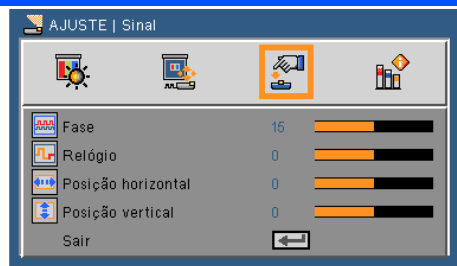 AJUSTE | Sinal
Fase 15
Relógio 0
Posição horizontal 0
Posição vertical 0
Sair